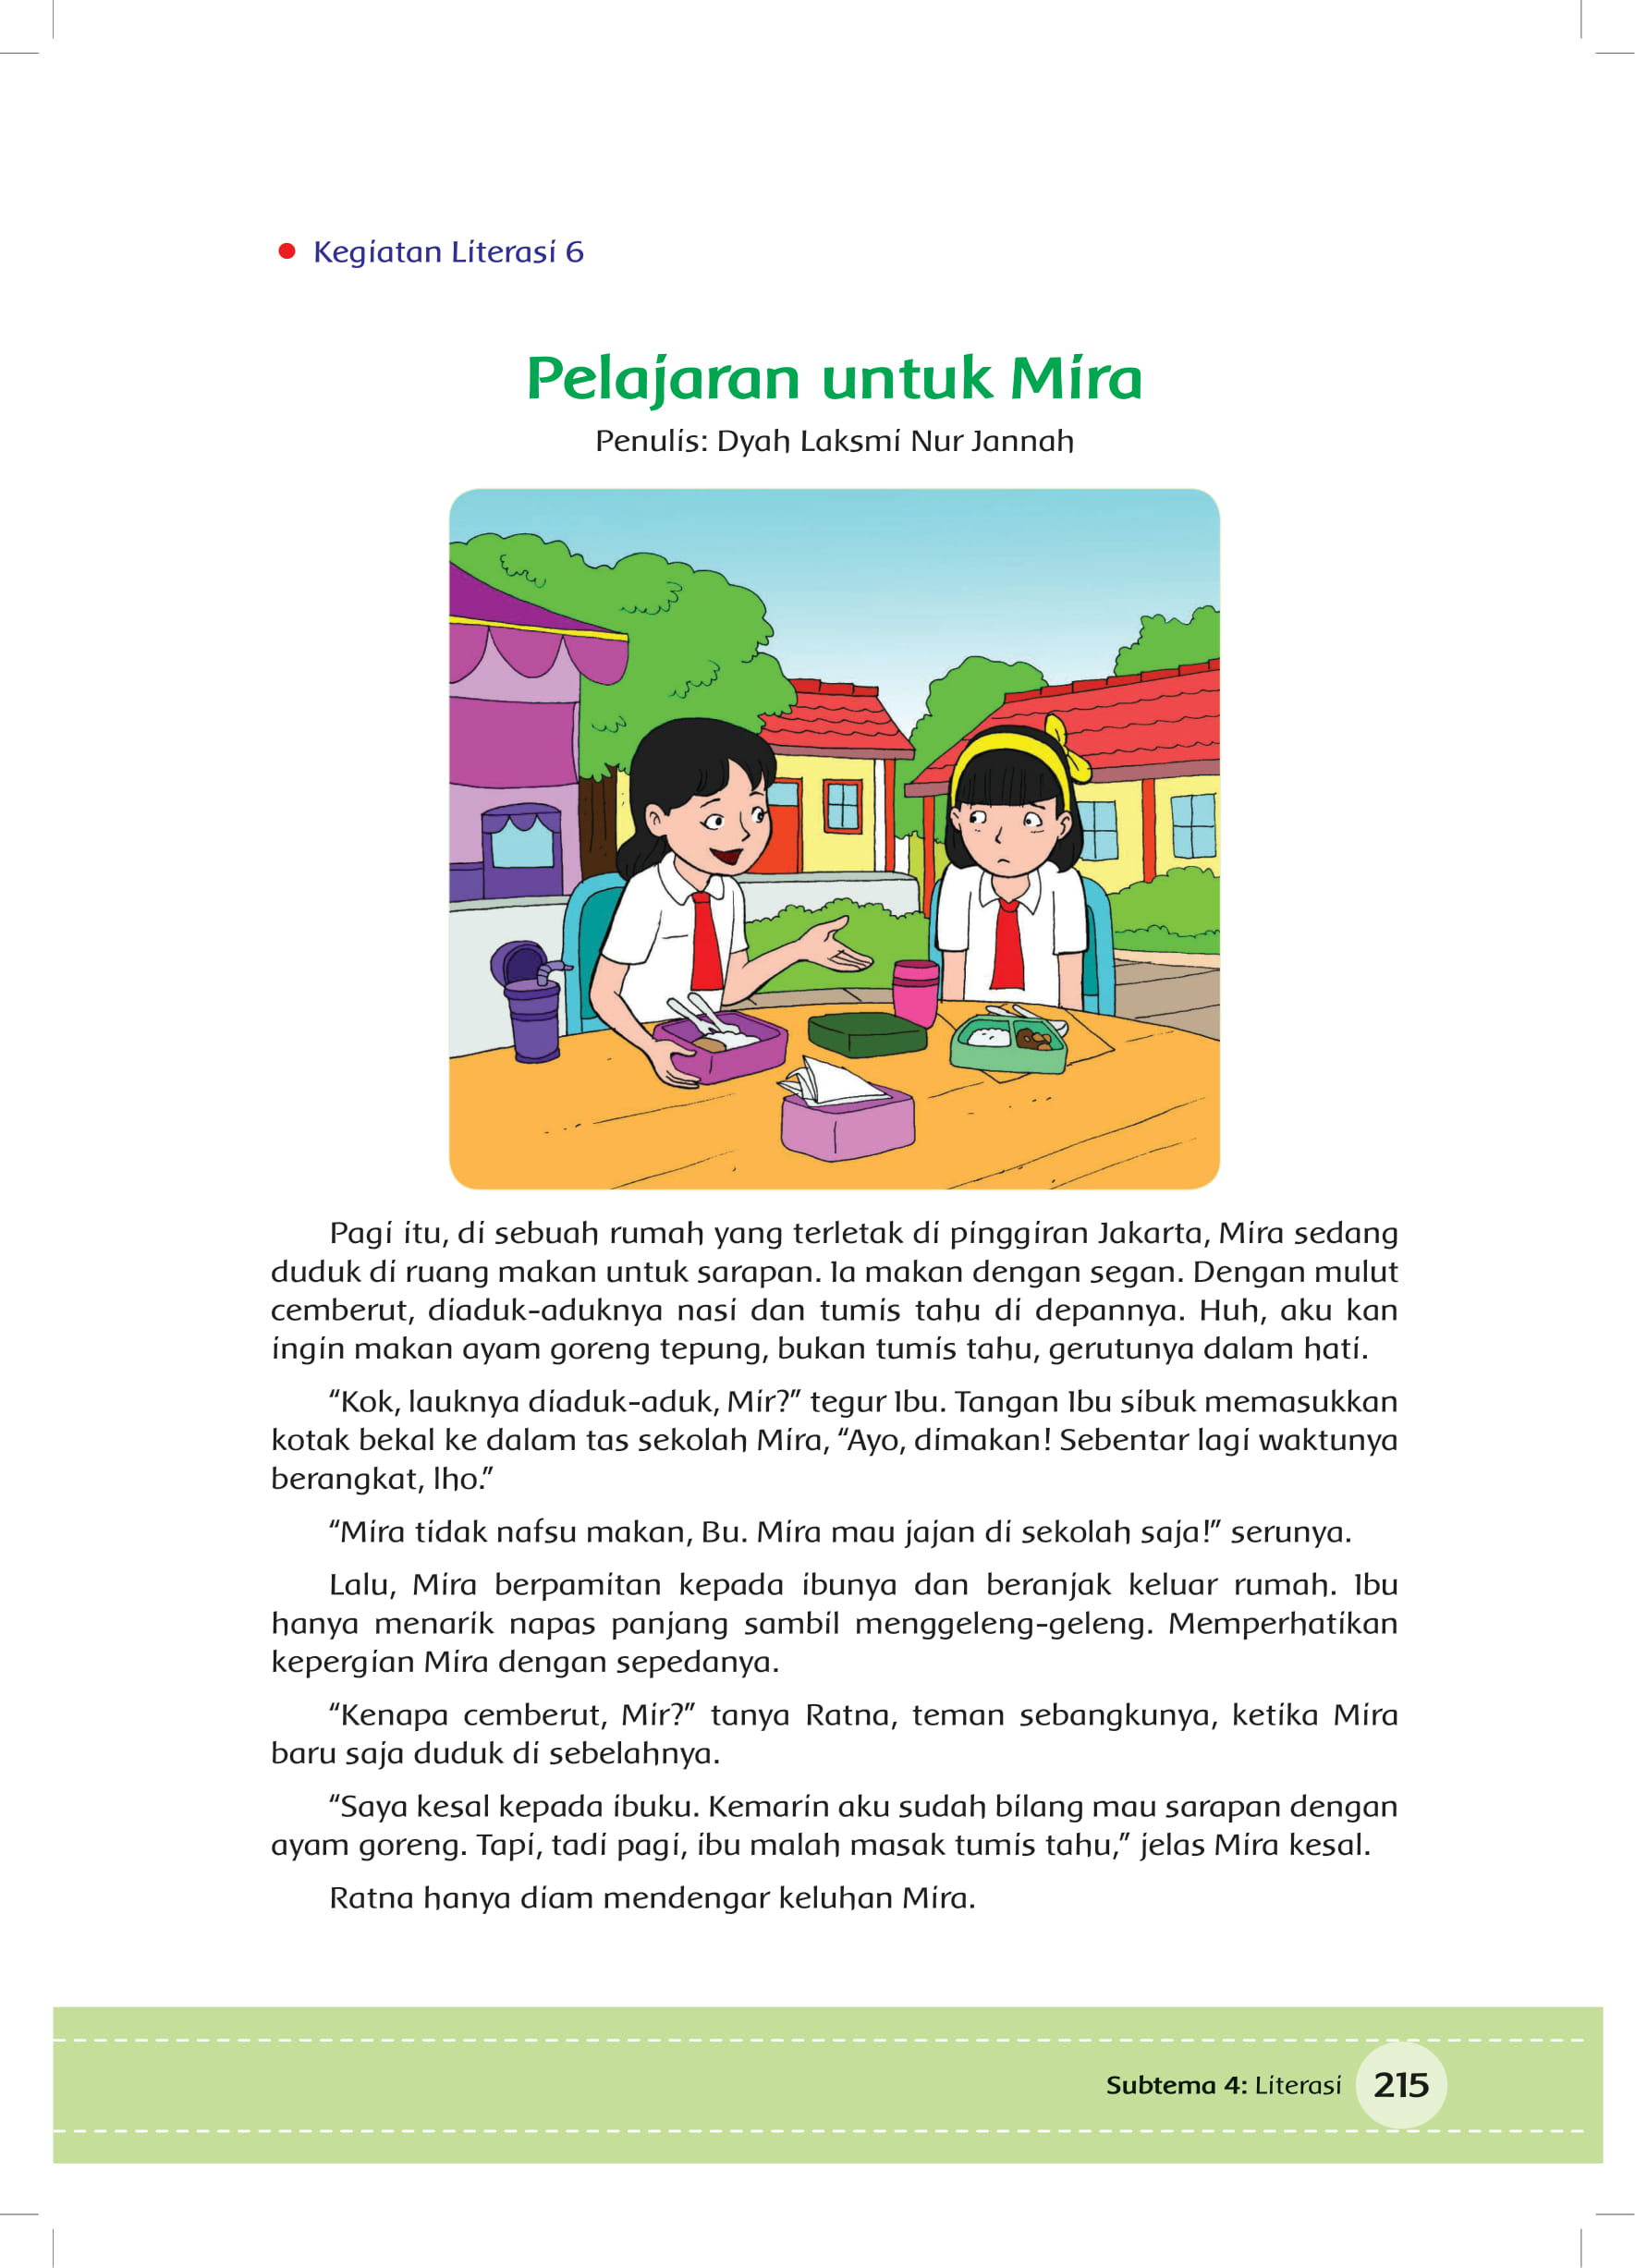 • Kegiatan Literasi 6
Pelajaran untuk Mira
Penulis: Dyah Laksmi Nur Jannah
Pagi itu, di sebuah rumah yang terletak di pinggiran Jakarta, Mira sedang
duduk di ruang makan untuk sarapan. Ia makan dengan segan. Dengan mulut
cemberut, diaduk-aduknya nasi dan tumis tahu di depannya. Huh, aku kan
ingin makan ayam goreng tepung, bukan tumis tahu, gerutunya dalam hati.
“Kok, lauknya diaduk-aduk, Mir?” tegur Ibu. Tangan Ibu sibuk memasukkan
kotak bekal ke dalam tas sekolah Mira, “Ayo, dimakan! Sebentar lagi waktunya
berangkat, lho.”
“Mira tidak nafsu makan, Bu. Mira mau jajan di sekolah saja!” serunya.
Lalu, Mira berpamitan kepada ibunya dan beranjak keluar rumah. Ibu
hanya menarik napas panjang sambil menggeleng-geleng. Memperhatikan
kepergian Mira dengan sepedanya.
“Kenapa cemberut, Mir?” tanya Ratna, teman sebangkunya, ketika Mira
baru saja duduk di sebelahnya.
“Saya kesal kepada ibuku. Kemarin aku sudah bilang mau sarapan dengan
ayam goreng. Tapi, tadi pagi, ibu malah masak tumis tahu,” jelas Mira kesal.
Ratna hanya diam mendengar keluhan Mira.
Subtema 4: Literasi 215